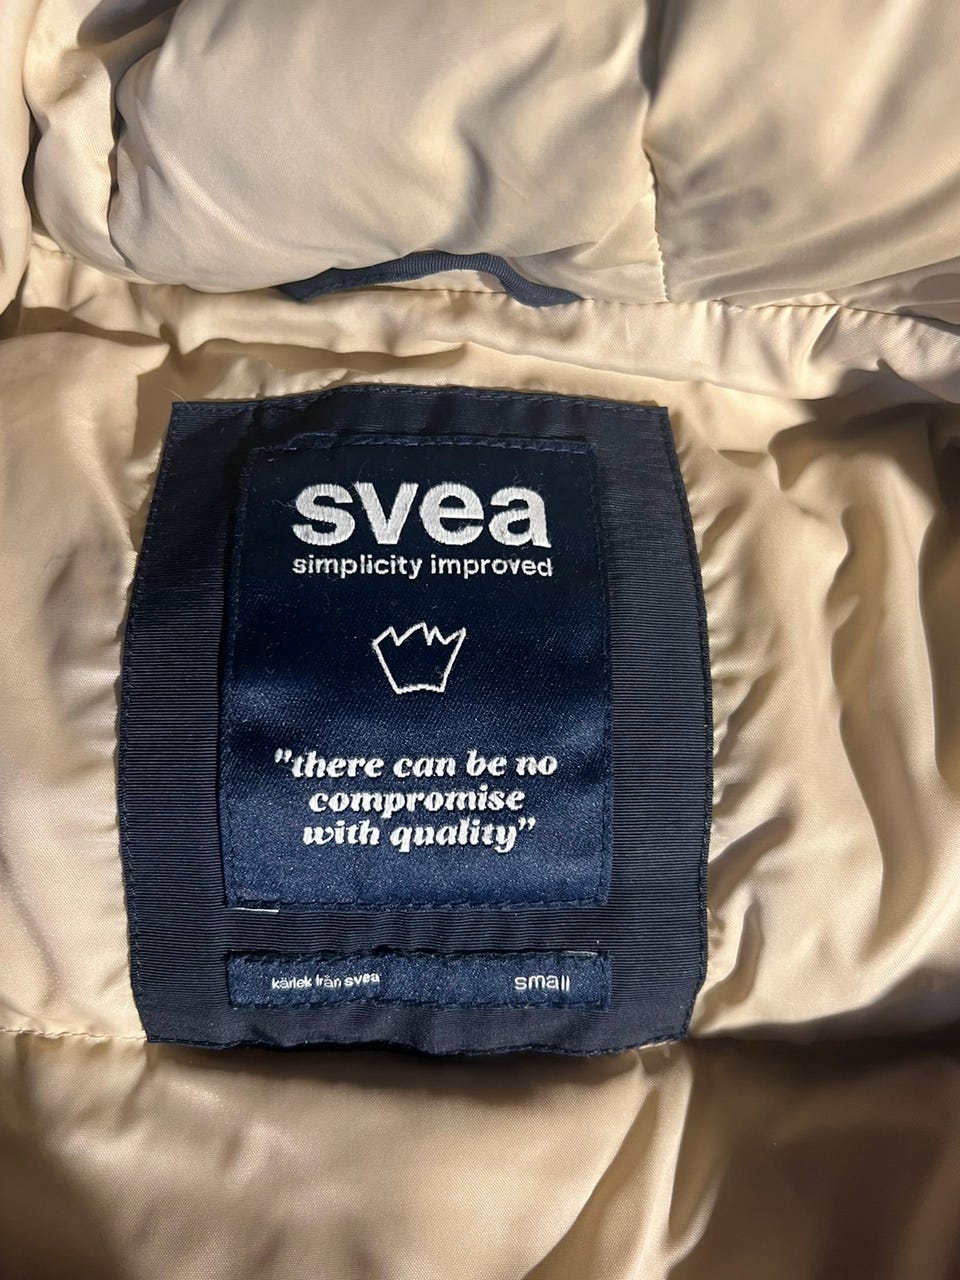 svea
simplicity improved
"there can be no
compromise
with quality"
kärlek från svea
small